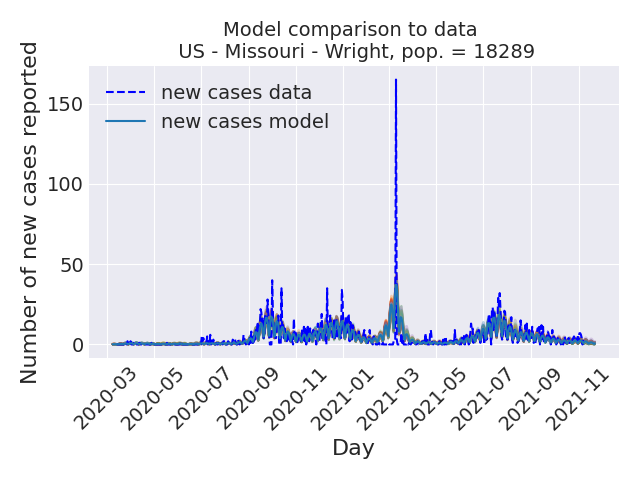 Model comparison to data
US - Missouri - Wright, pop. = 18289
Number of new cases reported
150
100
50
0
new cases data
new cases model
2020-03
2020-05
2020-07
2020-09
2020-11
2021-01
2021-03
2021-05
2021-07
2021-09
2021-11
Day